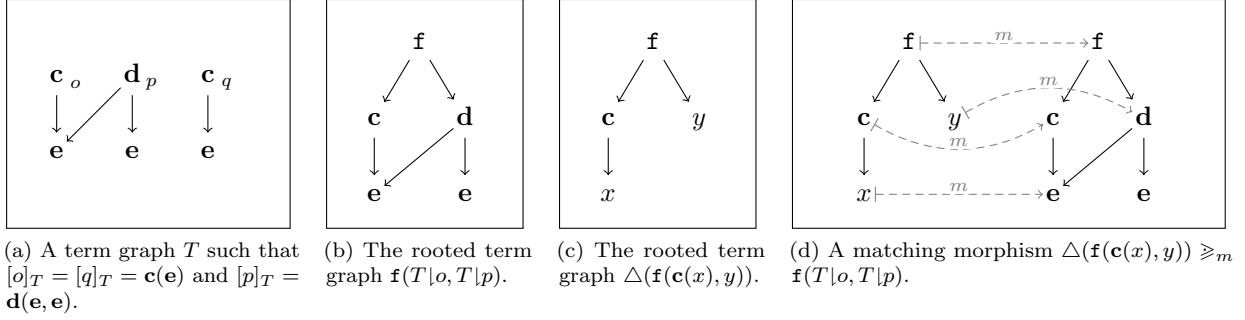 f
c
d
e
e
c o
d p
c q
e
e
e
f
c
y
x
f
m
f
m
c
y
c
d
m
x
m
e
e
(a) A term graph T such that
[o]_T = [q]_T = c(e) and [p]_T =
d(e, e).
(b) The rooted term
graph f(T⇂o, T⇂p).
(c) The rooted term
graph △(f(c(x), y)).
(d) A matching morphism △(f(c(x), y)) ⩾̇_m
f(T⇂o, T⇂p).